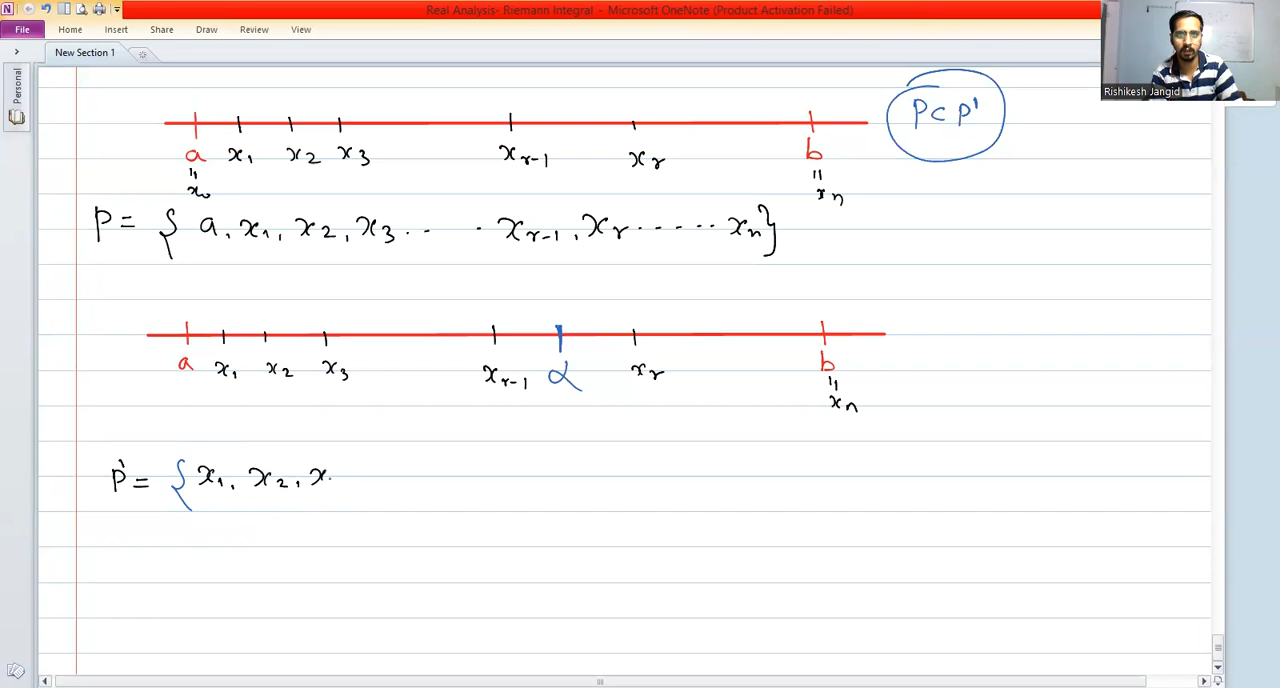 Real Analysis- Riemann Integral - Microsoft OneNote (Product Activation Failed)
File Home Insert Share Draw Review View
New Section 1
Personal
Rishikesh Jangid
P ⊂ P'
a x₁ x₂ x₃ xᵣ₋₁ xᵣ b
॥ x₀ ॥ xₙ
P = { a, x₁, x₂, x₃ .. . xᵣ₋₁, xᵣ ..... xₙ}
a x₁ x₂ x₃ xᵣ₋₁ α xᵣ b
॥ xₙ
P' = { x₁, x₂, x